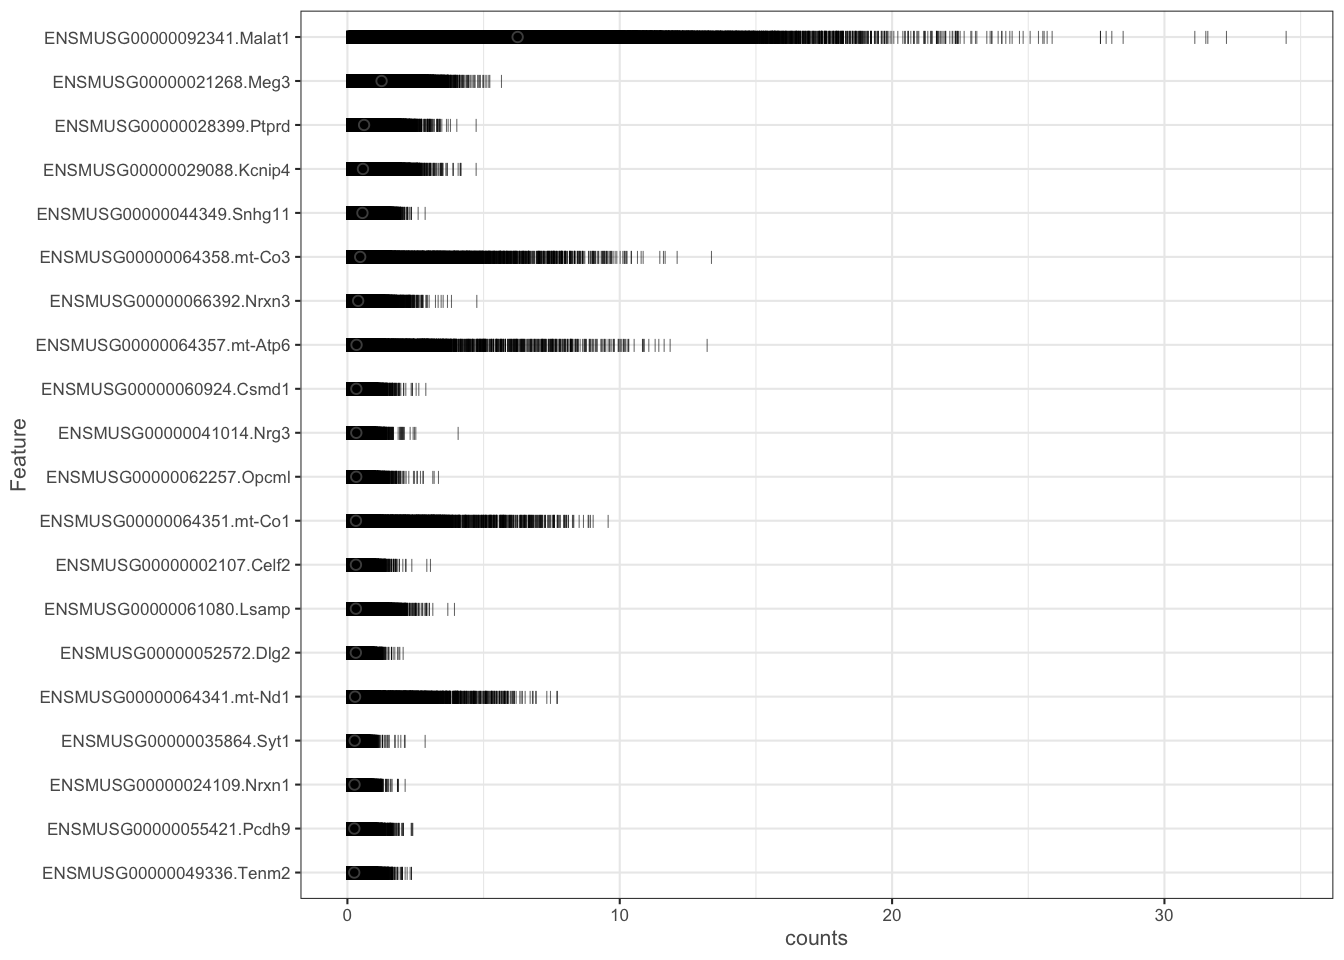 ENSMUSG00000092341.Malat1
ENSMUSG00000021268.Meg3
ENSMUSG00000028399.Ptprd
ENSMUSG00000029088.Kcnip4
ENSMUSG00000044349.Snhg11
ENSMUSG00000064358.mt-Co3
ENSMUSG00000066392.Nrxn3
ENSMUSG00000064357.mt-Atp6
ENSMUSG00000060924.Csmd1
ENSMUSG00000041014.Nrg3
ENSMUSG00000062257.Opcml
ENSMUSG00000064351.mt-Co1
ENSMUSG00000002107.Celf2
ENSMUSG00000061080.Lsamp
ENSMUSG00000052572.Dlg2
ENSMUSG00000064341.mt-Nd1
ENSMUSG00000035864.Syt1
ENSMUSG00000024109.Nrxn1
ENSMUSG00000055421.Pcdh9
ENSMUSG00000049336.Tenm2
Feature
0 10 20 30
counts